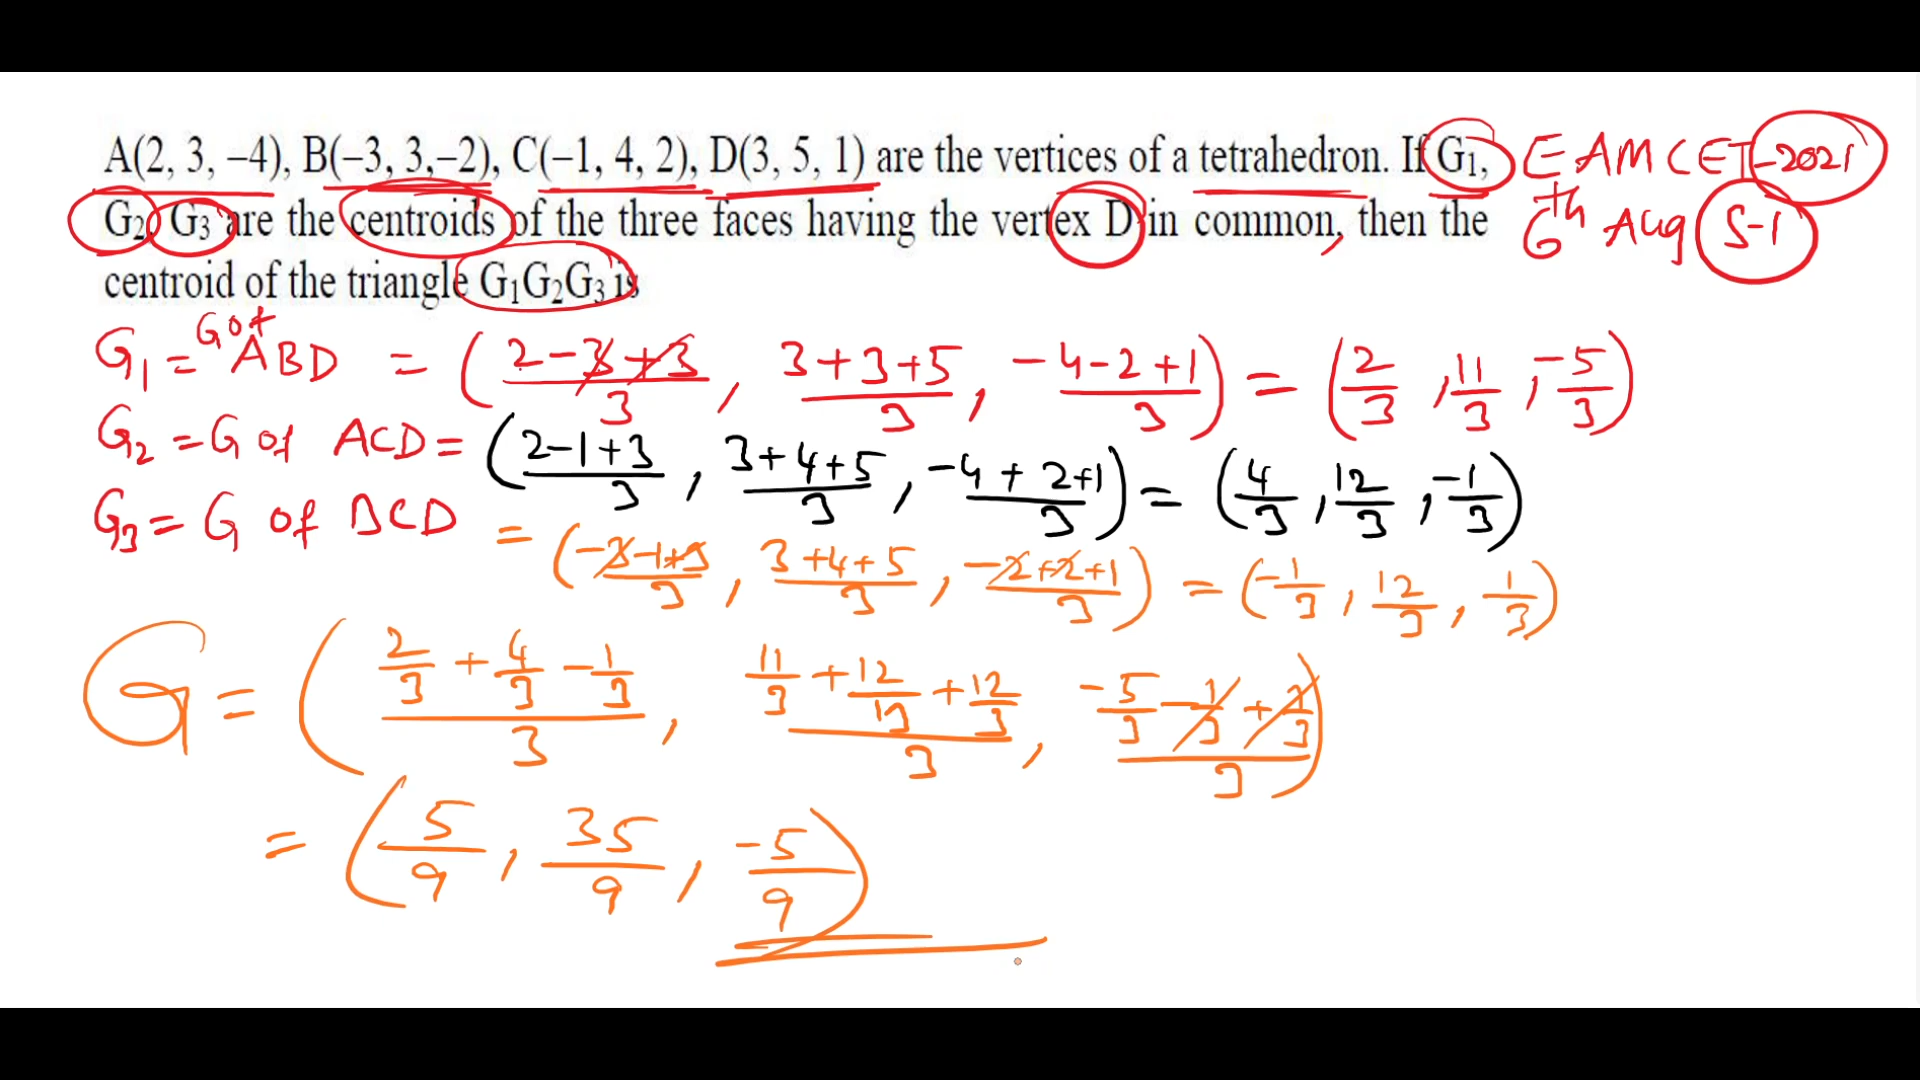 A(2, 3, –4), B(–3, 3,–2), C(–1, 4, 2), D(3, 5, 1) are the vertices of a tetrahedron. If G₁, EAMCET-2021
G₂, G₃ are the centroids of the three faces having the vertex D in common, then the 6th Aug S-1
centroid of the triangle G₁G₂G₃ is
G₁ = G of ABD = ( (2-3+3)/3 , (3+3+5)/3 , (-4-2+1)/3 ) = ( 2/3 , 11/3 , -5/3 )
G₂ = G of ACD = ( (2-1+3)/3 , (3+4+5)/3 , (-4+2+1)/3 ) = ( 4/3 , 12/3 , -1/3 )
G₃ = G of BCD = ( (-3-1+3)/3 , (3+4+5)/3 , (-2+2+1)/3 ) = ( -1/3 , 12/3 , 1/3 )
G = ( (2/3 + 4/3 - 1/3)/3 , (11/3 + 12/13 + 12/3)/3 , (-5/3 - 1/3 + 1/3)/3 )
= ( 5/9 , 35/9 , -5/9 )